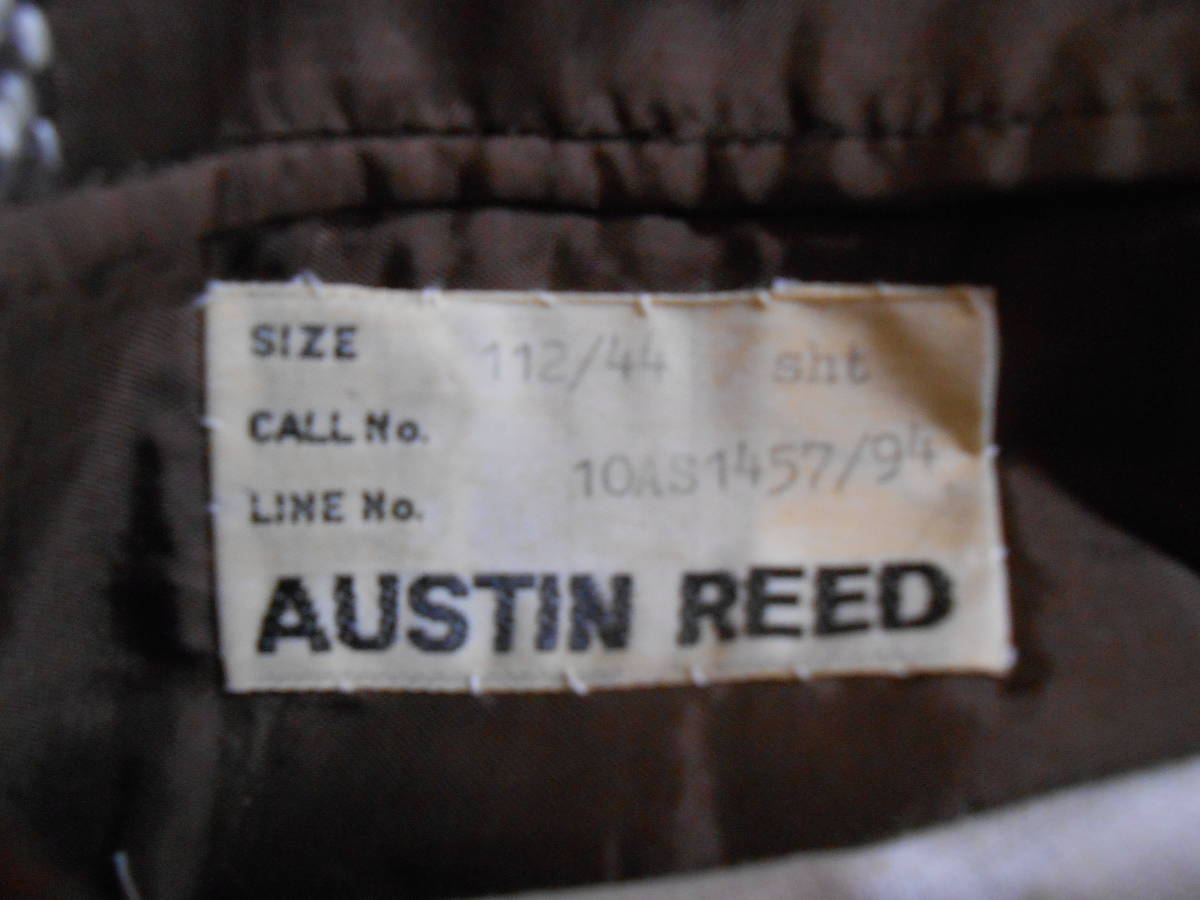 SIZE 112/44 sht
CALL No.
10AS1457/94
LINE No.
AUSTIN REED